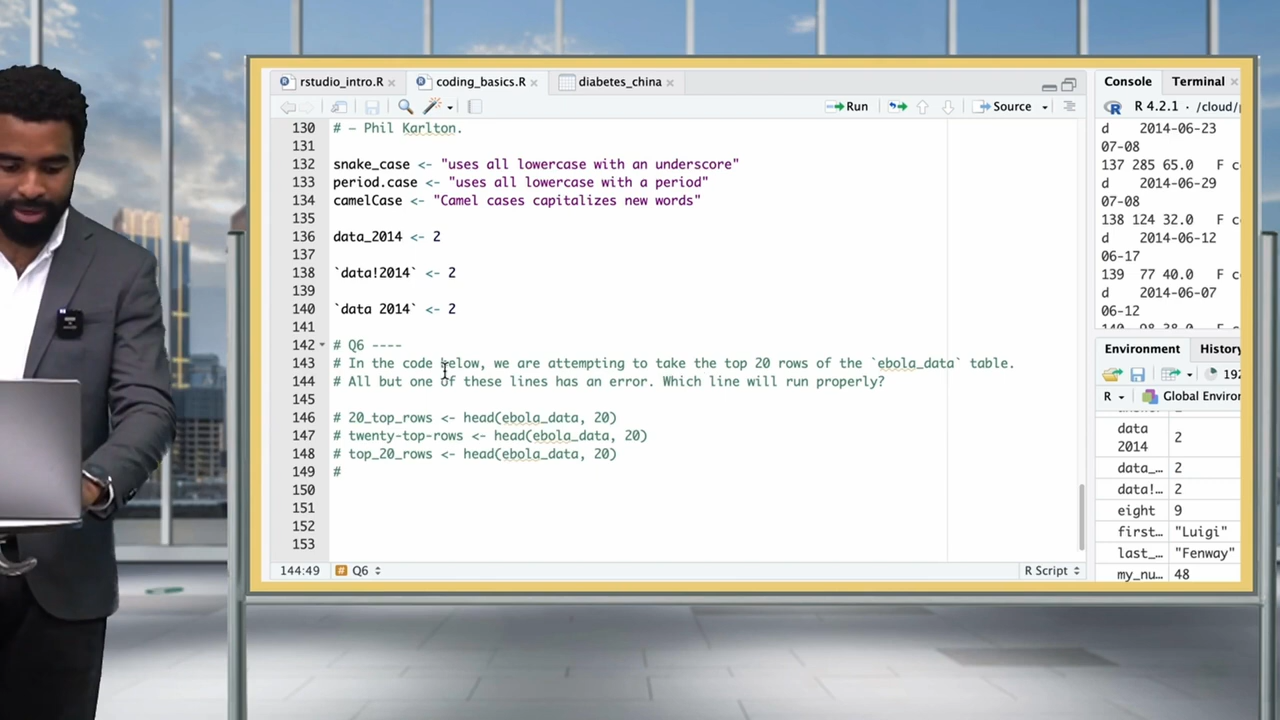 rstudio_intro.R
coding_basics.R
diabetes_china
Run
Source
130 # – Phil Karlton.
131
132 snake_case <- "uses all lowercase with an underscore"
133 period.case <- "uses all lowercase with a period"
134 camelCase <- "Camel cases capitalizes new words"
135
136 data_2014 <- 2
137
138 `data!2014` <- 2
139
140 `data 2014` <- 2
141
142 # Q6 ----
143 # In the code below, we are attempting to take the top 20 rows of the `ebola_data` table.
144 # All but one of these lines has an error. Which line will run properly?
145
146 # 20_top_rows <- head(ebola_data, 20)
147 # twenty-top-rows <- head(ebola_data, 20)
148 # top_20_rows <- head(ebola_data, 20)
149 #
150
151
152
153
144:49 Q6 R Script
Console Terminal
R 4.2.1 · /cloud/
d 2014-06-23
07-08
137 285 65.0 F c
d 2014-06-29
07-08
138 124 32.0 F c
d 2014-06-12
06-17
139 77 40.0 F c
d 2014-06-07
06-12
Environment History
192
R Global Enviror
data 2
2014
data_… 2
data!… 2
eight 9
first… "Luigi"
last_… "Fenway"
my_nu… 48